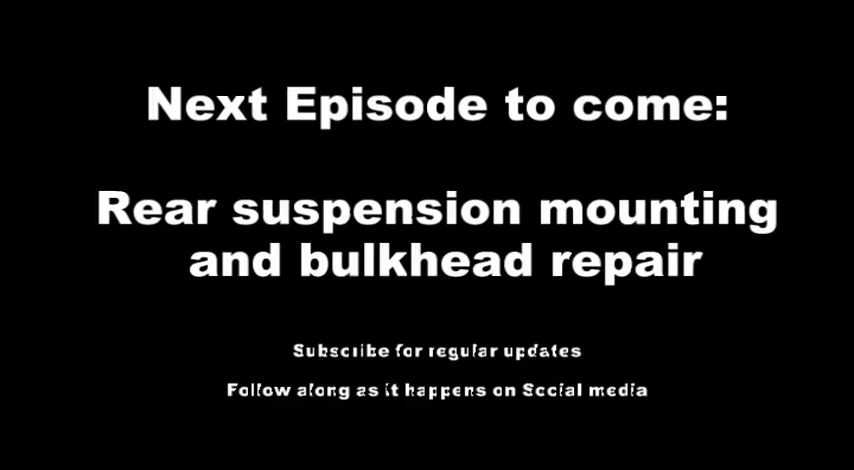 Next Episode to come:
Rear suspension mounting
and bulkhead repair
Subscribe for regular updates
Follow along as it happens on Social media